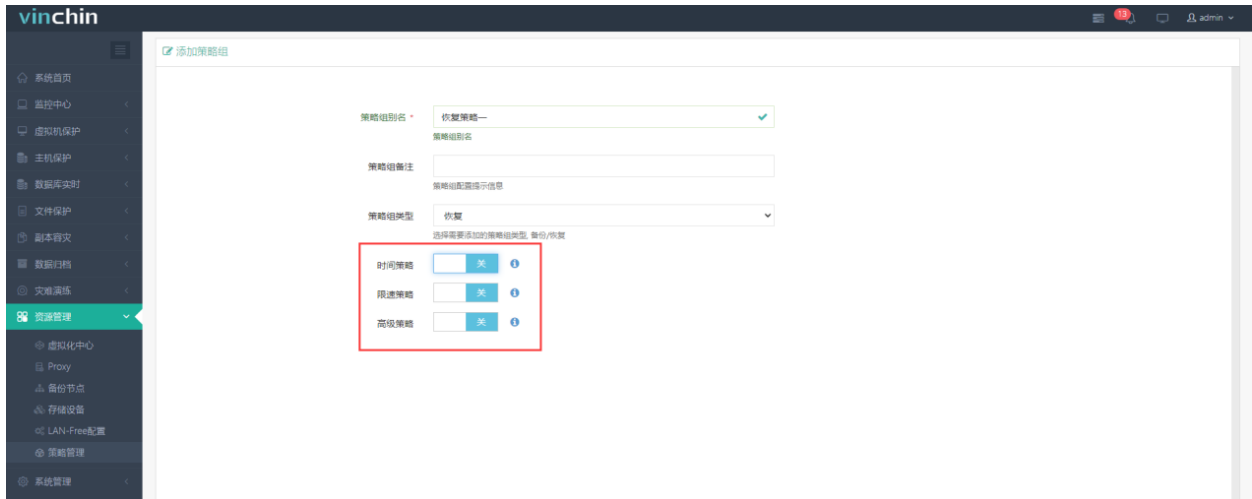 vinchin
13
admin
添加策略组
系统首页
监控中心
虚拟机保护
主机保护
数据库实时
文件保护
副本容灾
数据归档
灾难演练
资源管理
虚拟化中心
Proxy
备份节点
存储设备
LAN-Free配置
策略管理
系统管理
策略组别名 *
恢复策略一
策略组别名
策略组备注
策略组配置提示信息
策略组类型
恢复
选择需要添加的策略组类型, 备份/恢复
时间策略
关
限速策略
关
高级策略
关